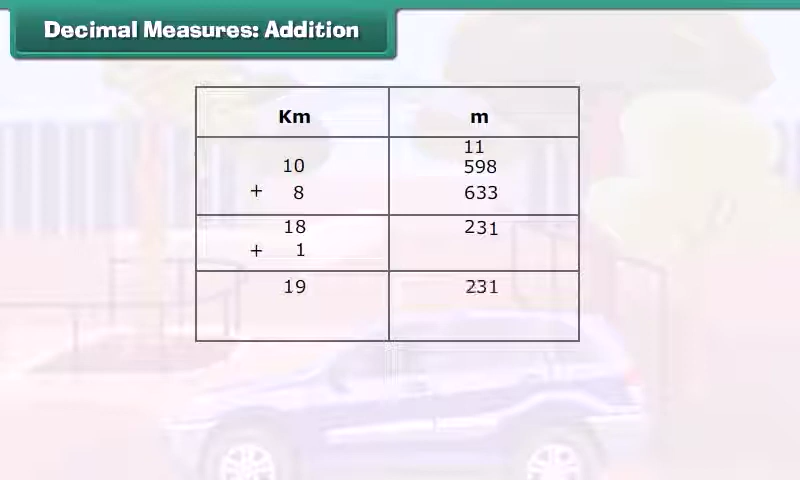 Decimal Measures: Addition
Km m
11
10 598
+ 8 633
18 231
+ 1
19 231